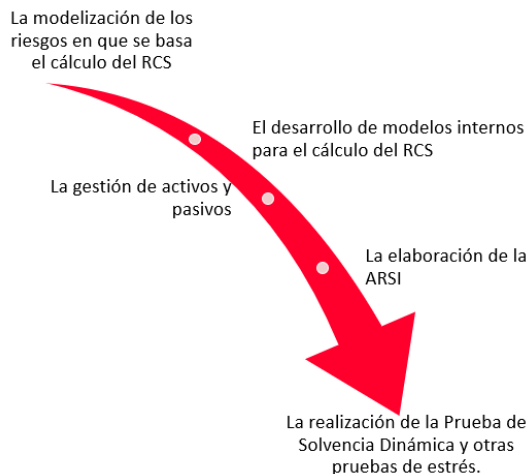 La modelización de los
riesgos en que se basa
el cálculo del RCS
El desarrollo de modelos internos
para el cálculo del RCS
La gestión de activos y
pasivos
La elaboración de la
ARSI
La realización de la Prueba de
Solvencia Dinámica y otras
pruebas de estrés.